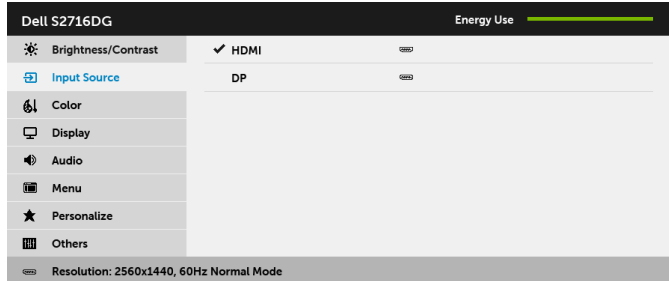 Dell S2716DG
Energy Use
Brightness/Contrast
HDMI
Input Source
DP
Color
Display
Audio
Menu
Personalize
Others
Resolution: 2560x1440, 60Hz Normal Mode